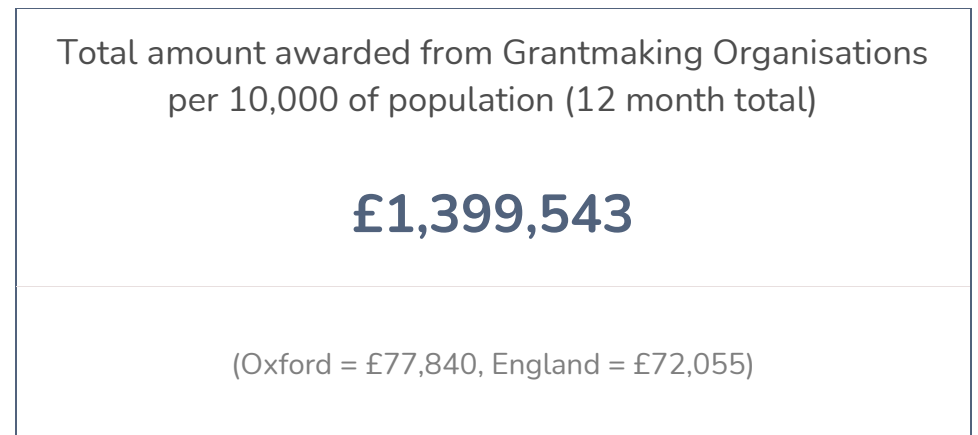 Total amount awarded from Grantmaking Organisations
per 10,000 of population (12 month total)
£1,399,543
(Oxford = £77,840, England = £72,055)